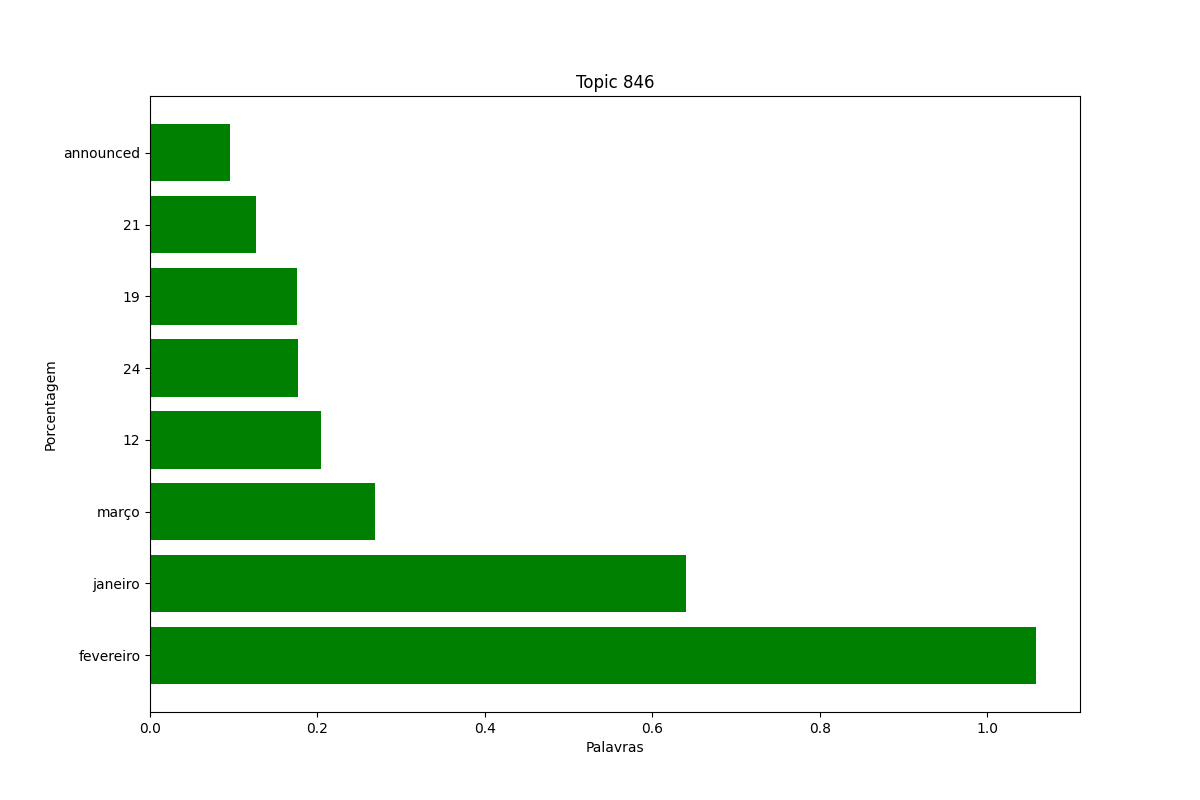 Topic 846
announced
21
19
24
12
março
janeiro
fevereiro
Porcentagem
0.0 0.2 0.4 0.6 0.8 1.0
Palavras